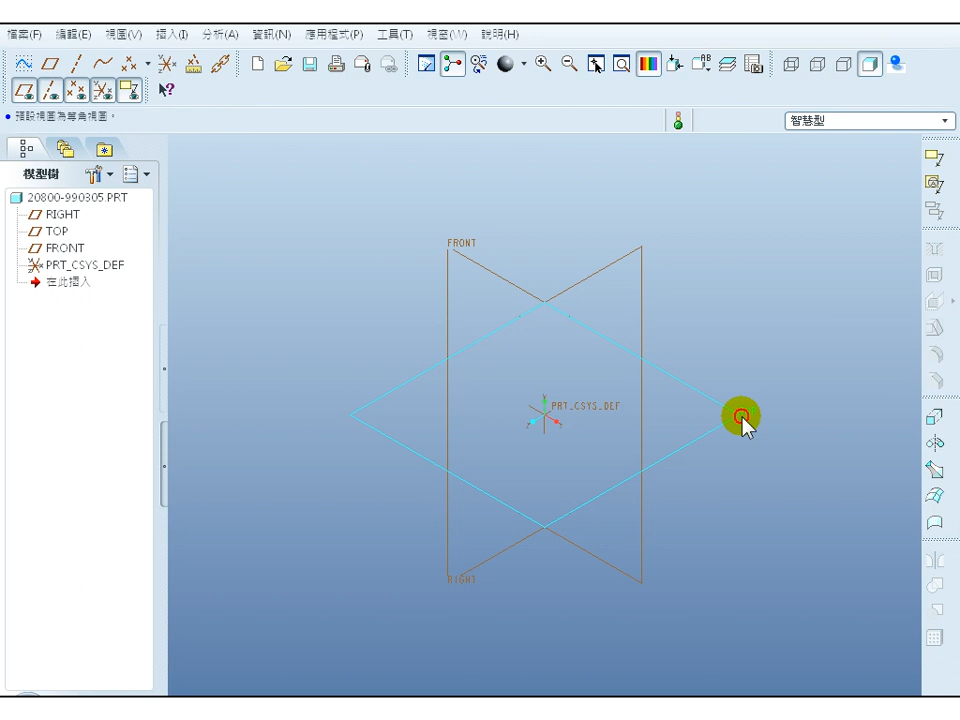 檔案(F) 編輯(E) 視圖(V) 插入(I) 分析(A) 資訊(N) 應用程式(P) 工具(T) 視窗(W) 說明(H)
預設視圖為等角視圖。
智慧型
模型樹
20800-990305.PRT
RIGHT
TOP
FRONT
PRT_CSYS_DEF
在此插入
FRONT
PRT_CSYS_DEF
RIGHT